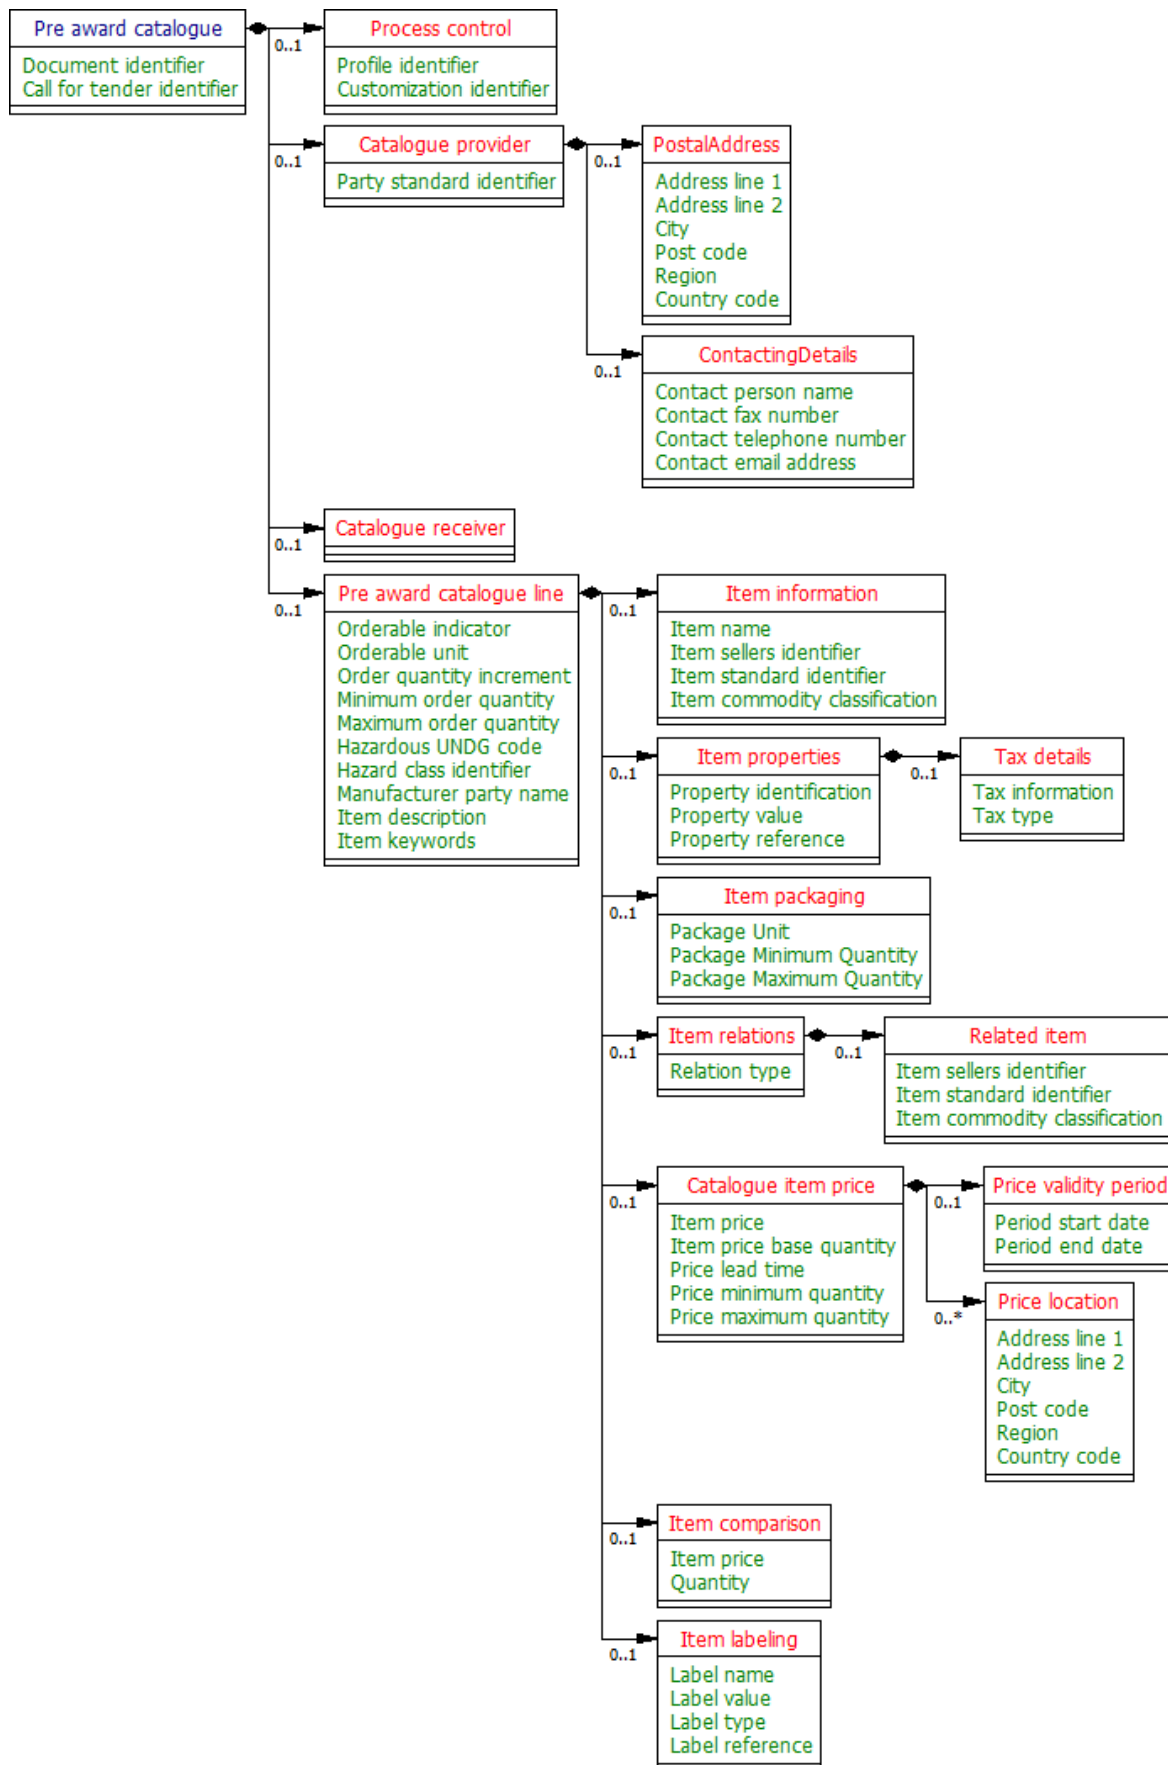 Pre award catalogue
Document identifier
Call for tender identifier
0..1
Process control
Profile identifier
Customization identifier
0..1
Catalogue provider
Party standard identifier
0..1
PostalAddress
Address line 1
Address line 2
City
Post code
Region
Country code
0..1
ContactingDetails
Contact person name
Contact fax number
Contact telephone number
Contact email address
0..1
Catalogue receiver
0..1
Pre award catalogue line
Orderable indicator
Orderable unit
Order quantity increment
Minimum order quantity
Maximum order quantity
Hazardous UNDG code
Hazard class identifier
Manufacturer party name
Item description
Item keywords
0..1
Item information
Item name
Item sellers identifier
Item standard identifier
Item commodity classification
0..1
Item properties
Property identification
Property value
Property reference
0..1
Tax details
Tax information
Tax type
0..1
Item packaging
Package Unit
Package Minimum Quantity
Package Maximum Quantity
0..1
Item relations
Relation type
0..1
Related item
Item sellers identifier
Item standard identifier
Item commodity classification
0..1
Catalogue item price
Item price
Item price base quantity
Price lead time
Price minimum quantity
Price maximum quantity
0..1
Price validity period
Period start date
Period end date
0..*
Price location
Address line 1
Address line 2
City
Post code
Region
Country code
0..1
Item comparison
Item price
Quantity
0..1
Item labeling
Label name
Label value
Label type
Label reference